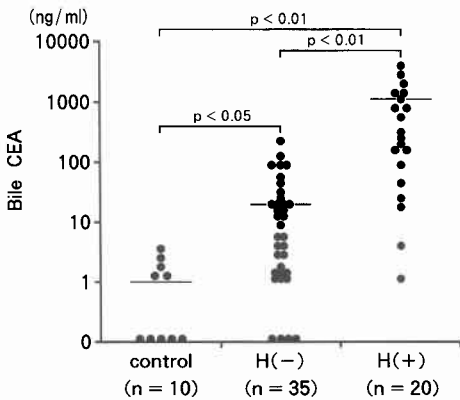 (ng/ml)
p < 0.01
p < 0.01
p < 0.05
Bile CEA
10000
1000
100
10
1
0
control
(n = 10)
H(−)
(n = 35)
H(+)
(n = 20)